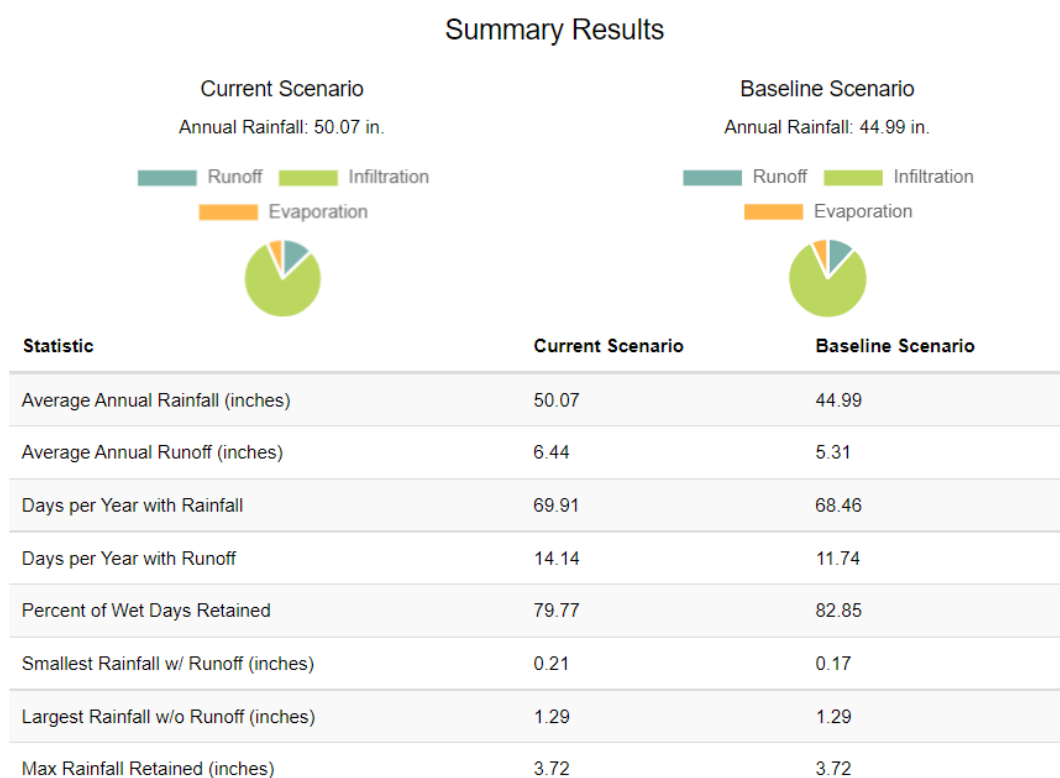 Summary Results
Current Scenario
Annual Rainfall: 50.07 in.
Runoff Infiltration
Evaporation
Baseline Scenario
Annual Rainfall: 44.99 in.
Runoff Infiltration
Evaporation
Statistic Current Scenario Baseline Scenario
Average Annual Rainfall (inches) 50.07 44.99
Average Annual Runoff (inches) 6.44 5.31
Days per Year with Rainfall 69.91 68.46
Days per Year with Runoff 14.14 11.74
Percent of Wet Days Retained 79.77 82.85
Smallest Rainfall w/ Runoff (inches) 0.21 0.17
Largest Rainfall w/o Runoff (inches) 1.29 1.29
Max Rainfall Retained (inches) 3.72 3.72